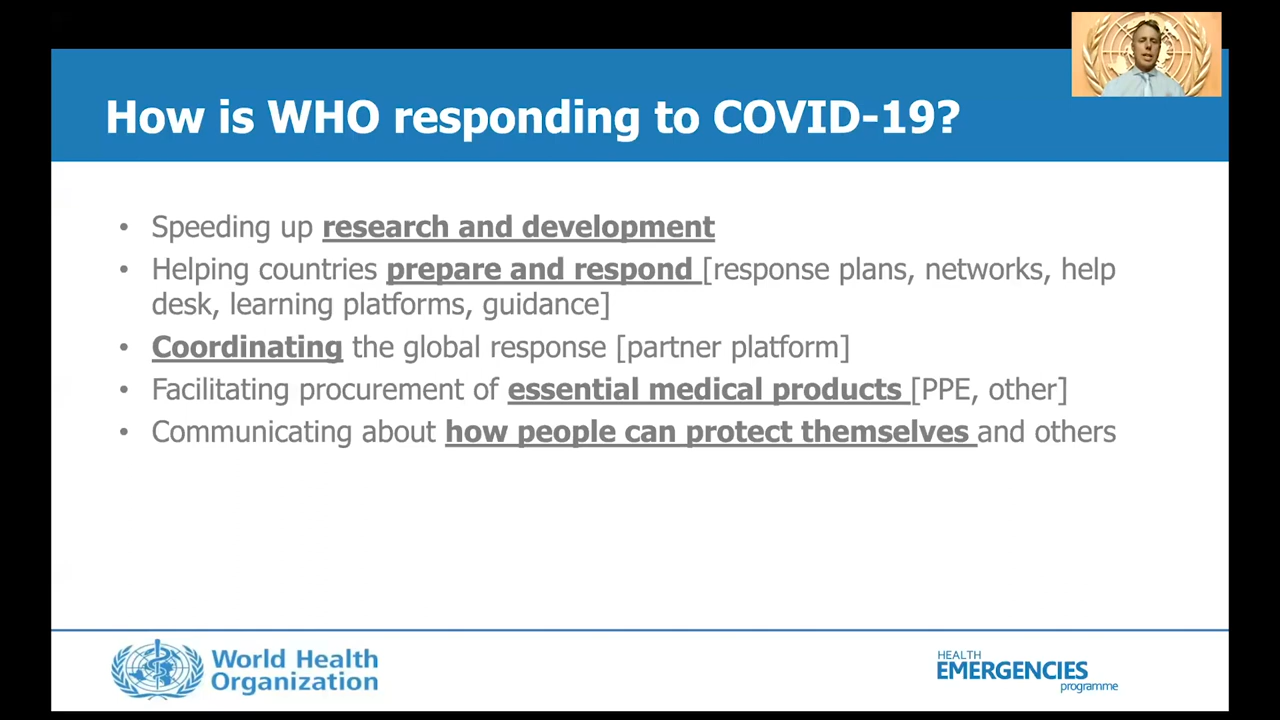 How is WHO responding to COVID-19?
• Speeding up research and development
• Helping countries prepare and respond [response plans, networks, help
desk, learning platforms, guidance]
• Coordinating the global response [partner platform]
• Facilitating procurement of essential medical products [PPE, other]
• Communicating about how people can protect themselves and others
World Health
Organization
HEALTH
EMERGENCIES
programme